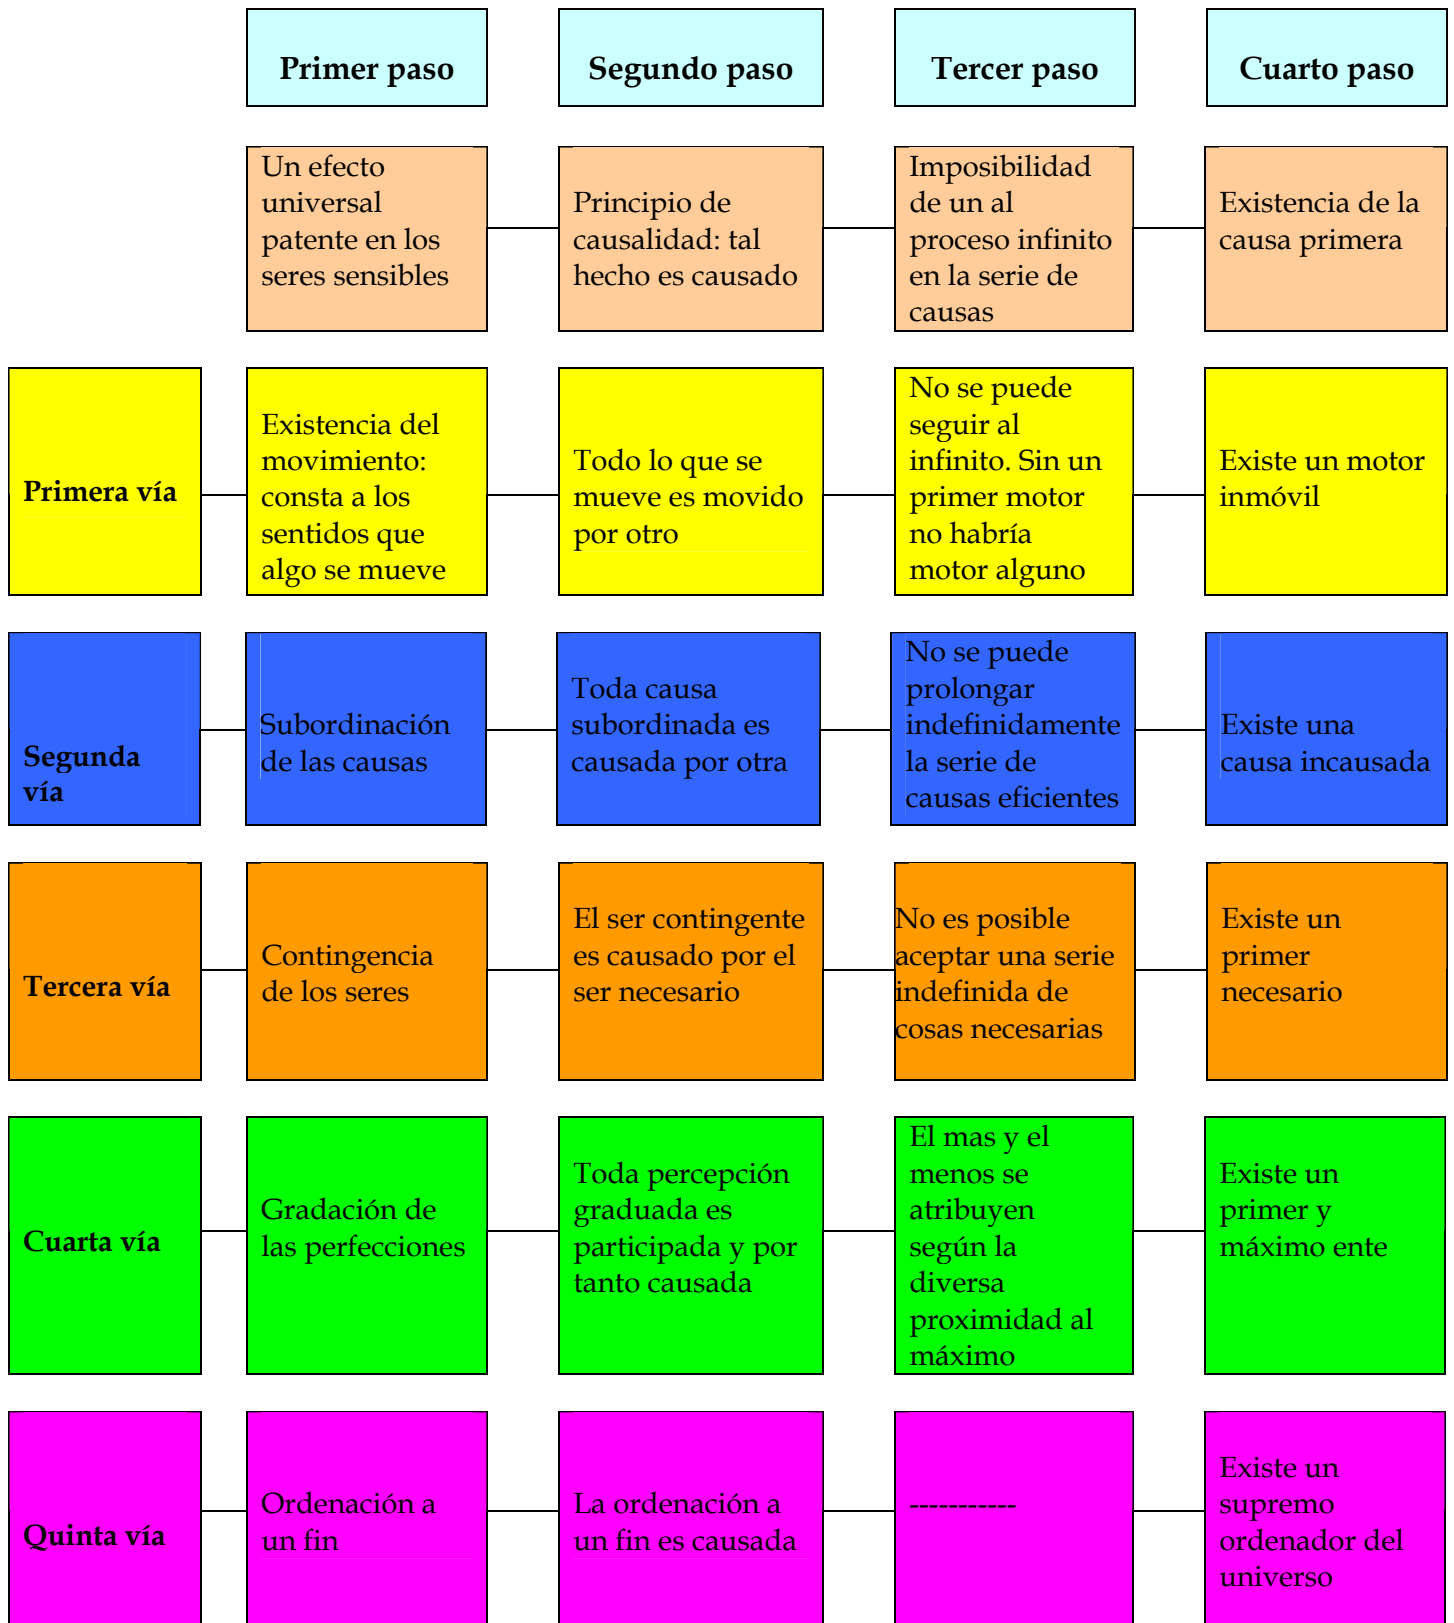 Primer paso
Segundo paso
Tercer paso
Cuarto paso
Un efecto
universal
patente en los
seres sensibles
Principio de
causalidad: tal
hecho es causado
Imposibilidad
de un al
proceso infinito
en la serie de
causas
Existencia de la
causa primera
Primera vía
Existencia del
movimiento:
consta a los
sentidos que
algo se mueve
Todo lo que se
mueve es movido
por otro
No se puede
seguir al
infinito. Sin un
primer motor
no habría
motor alguno
Existe un motor
inmóvil
Segunda
vía
Subordinación
de las causas
Toda causa
subordinada es
causada por otra
No se puede
prolongar
indefinidamente
la serie de
causas eficientes
Existe una
causa incausada
Tercera vía
Contingencia
de los seres
El ser contingente
es causado por el
ser necesario
No es posible
aceptar una serie
indefinida de
cosas necesarias
Existe un
primer
necesario
Cuarta vía
Gradación de
las perfecciones
Toda percepción
graduada es
participada y por
tanto causada
El mas y el
menos se
atribuyen
según la
diversa
proximidad al
máximo
Existe un
primer y
máximo ente
Quinta vía
Ordenación a
un fin
La ordenación a
un fin es causada
-----------
Existe un
supremo
ordenador del
universo